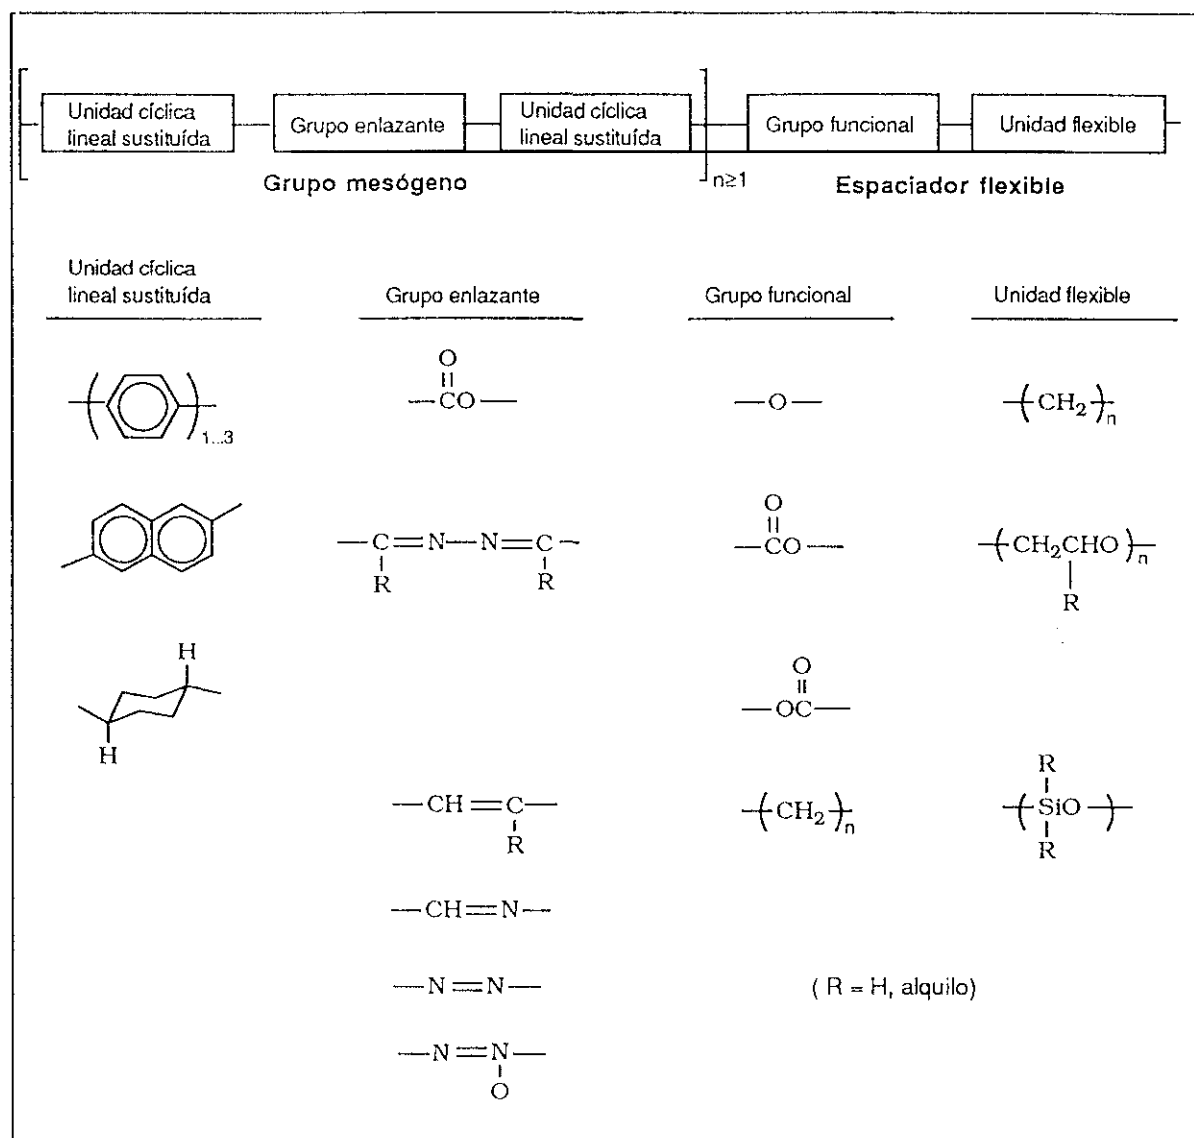 Unidad cíclica
lineal sustituída
Grupo enlazante
Unidad cíclica
lineal sustituída
Grupo funcional
Unidad flexible
Grupo mesógeno
n≥1
Espaciador flexible
Unidad cíclica
lineal sustituída
Grupo enlazante
Grupo funcional
Unidad flexible
1...3
O
CO
O
(CH2)n
C=N—N=C
R
R
O
CO
(CH2CHO)n
R
H
H
O
OC
CH=C
R
(CH2)n
R
(SiO)
R
CH=N
N=N
( R = H, alquilo)
N=N
O